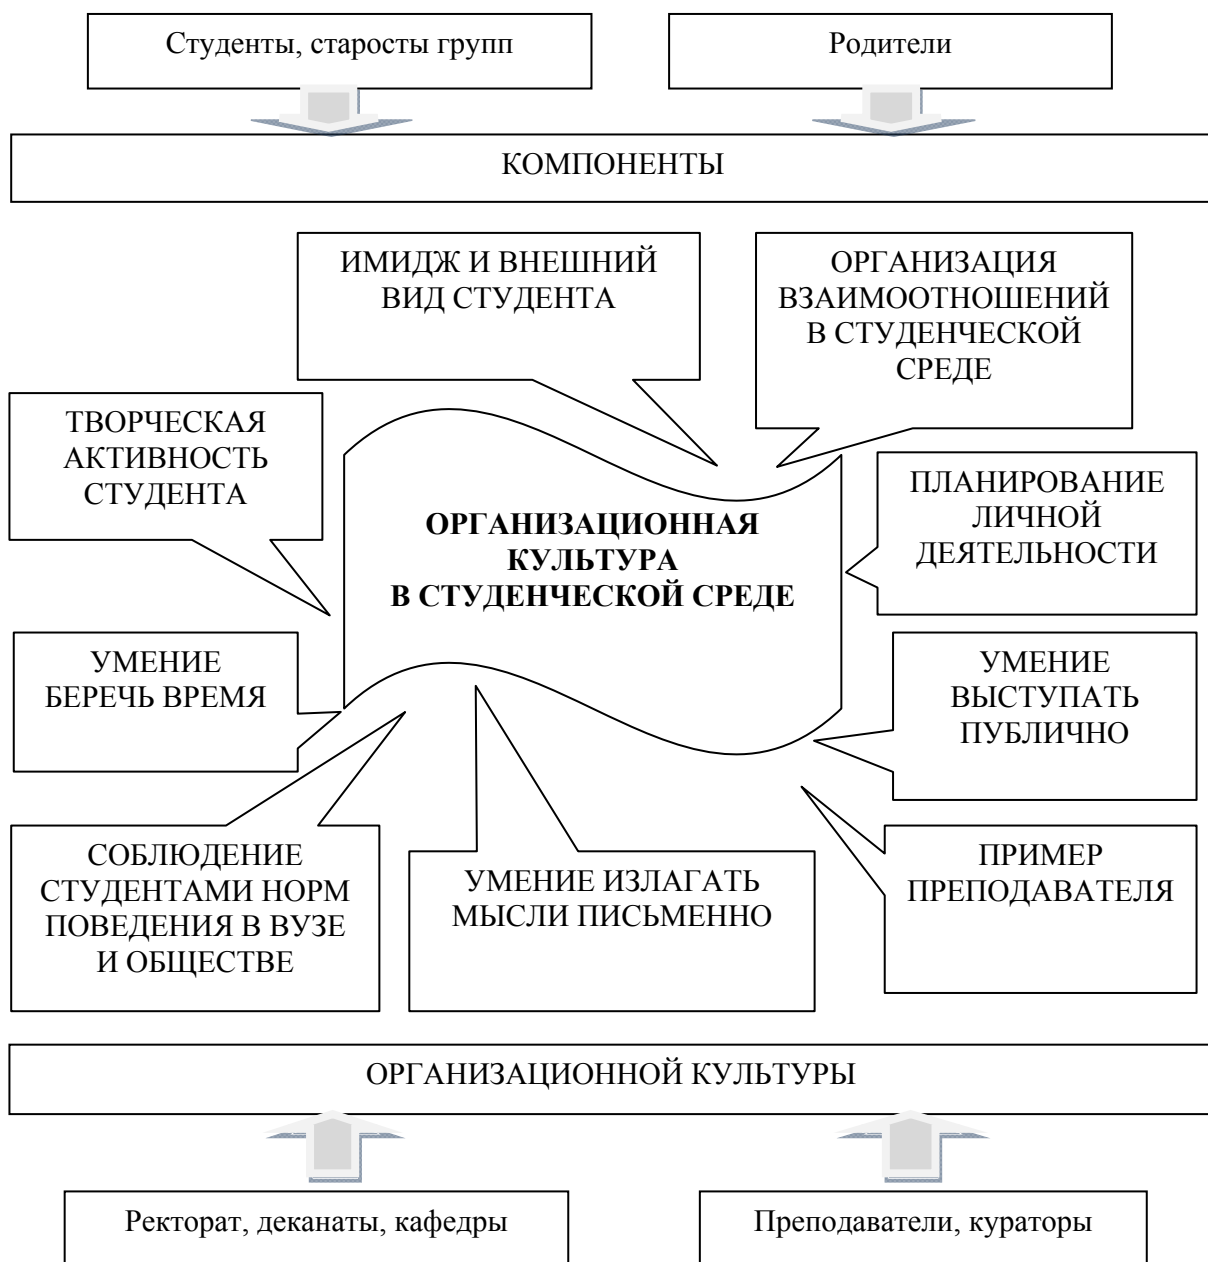 Студенты, старосты групп
Родители
КОМПОНЕНТЫ
ИМИДЖ И ВНЕШНИЙ
ВИД СТУДЕНТА
ОРГАНИЗАЦИЯ
ВЗАИМООТНОШЕНИЙ
В СТУДЕНЧЕСКОЙ
СРЕДЕ
ТВОРЧЕСКАЯ
АКТИВНОСТЬ
СТУДЕНТА
ОРГАНИЗАЦИОННАЯ
КУЛЬТУРА
В СТУДЕНЧЕСКОЙ СРЕДЕ
ПЛАНИРОВАНИЕ
ЛИЧНОЙ
ДЕЯТЕЛЬНОСТИ
УМЕНИЕ
БЕРЕЧЬ ВРЕМЯ
УМЕНИЕ
ВЫСТУПАТЬ
ПУБЛИЧНО
СОБЛЮДЕНИЕ
СТУДЕНТАМИ НОРМ
ПОВЕДЕНИЯ В ВУЗЕ
И ОБЩЕСТВЕ
УМЕНИЕ ИЗЛАГАТЬ
МЫСЛИ ПИСЬМЕННО
ПРИМЕР
ПРЕПОДАВАТЕЛЯ
ОРГАНИЗАЦИОННОЙ КУЛЬТУРЫ
Ректорат, деканаты, кафедры
Преподаватели, кураторы